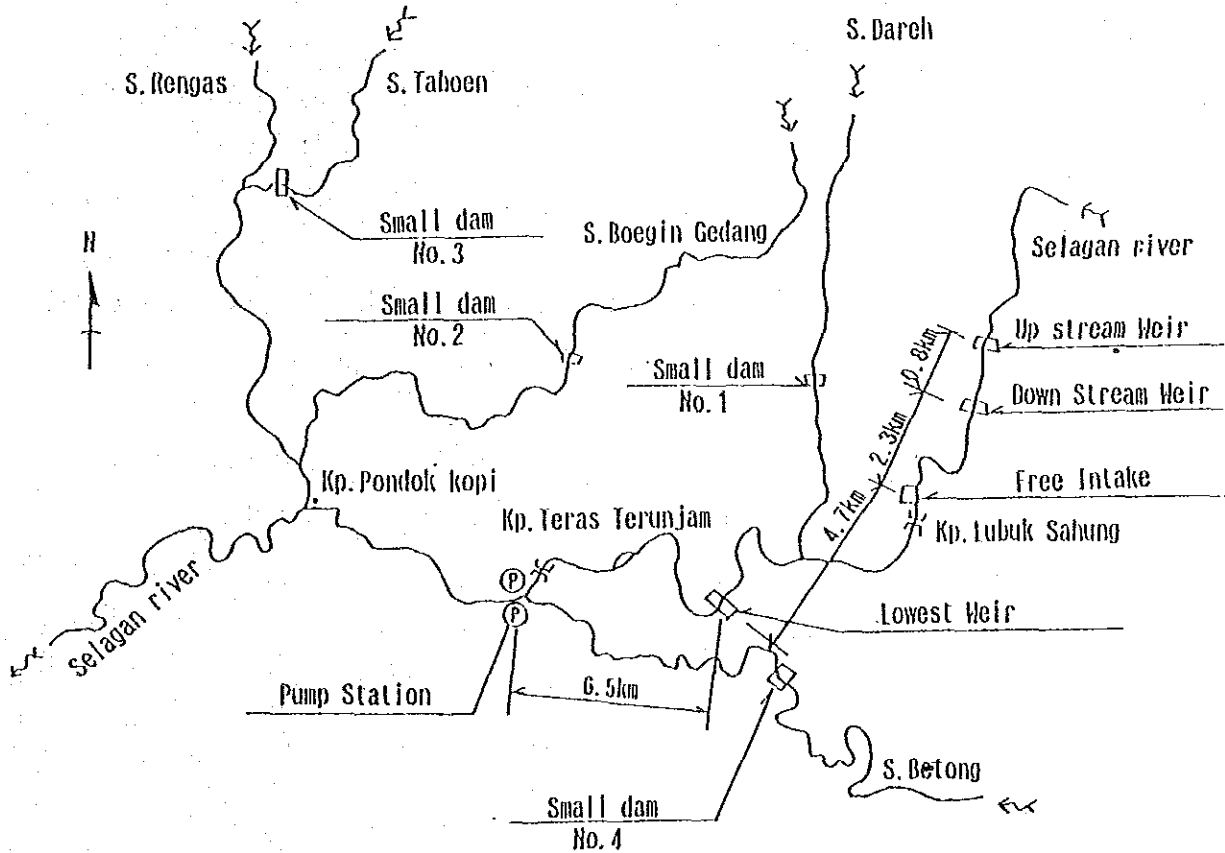 S. Dareh
S. Rengas
S. Taboen
Small dam
No. 3
S. Boegin Gedang
Selagan river
N
Small dam
No. 2
Up stream Weir
0.8km
Small dam
No. 1
Down Stream Weir
2.3km
Free Intake
Kp. Pondok kopi
Kp. Teras Terunjam
4.7km
Kp. Lubuk Sahung
P
P
Lowest Weir
Selagan river
Pump Station
6.5km
S. Betong
Small dam
No. 4